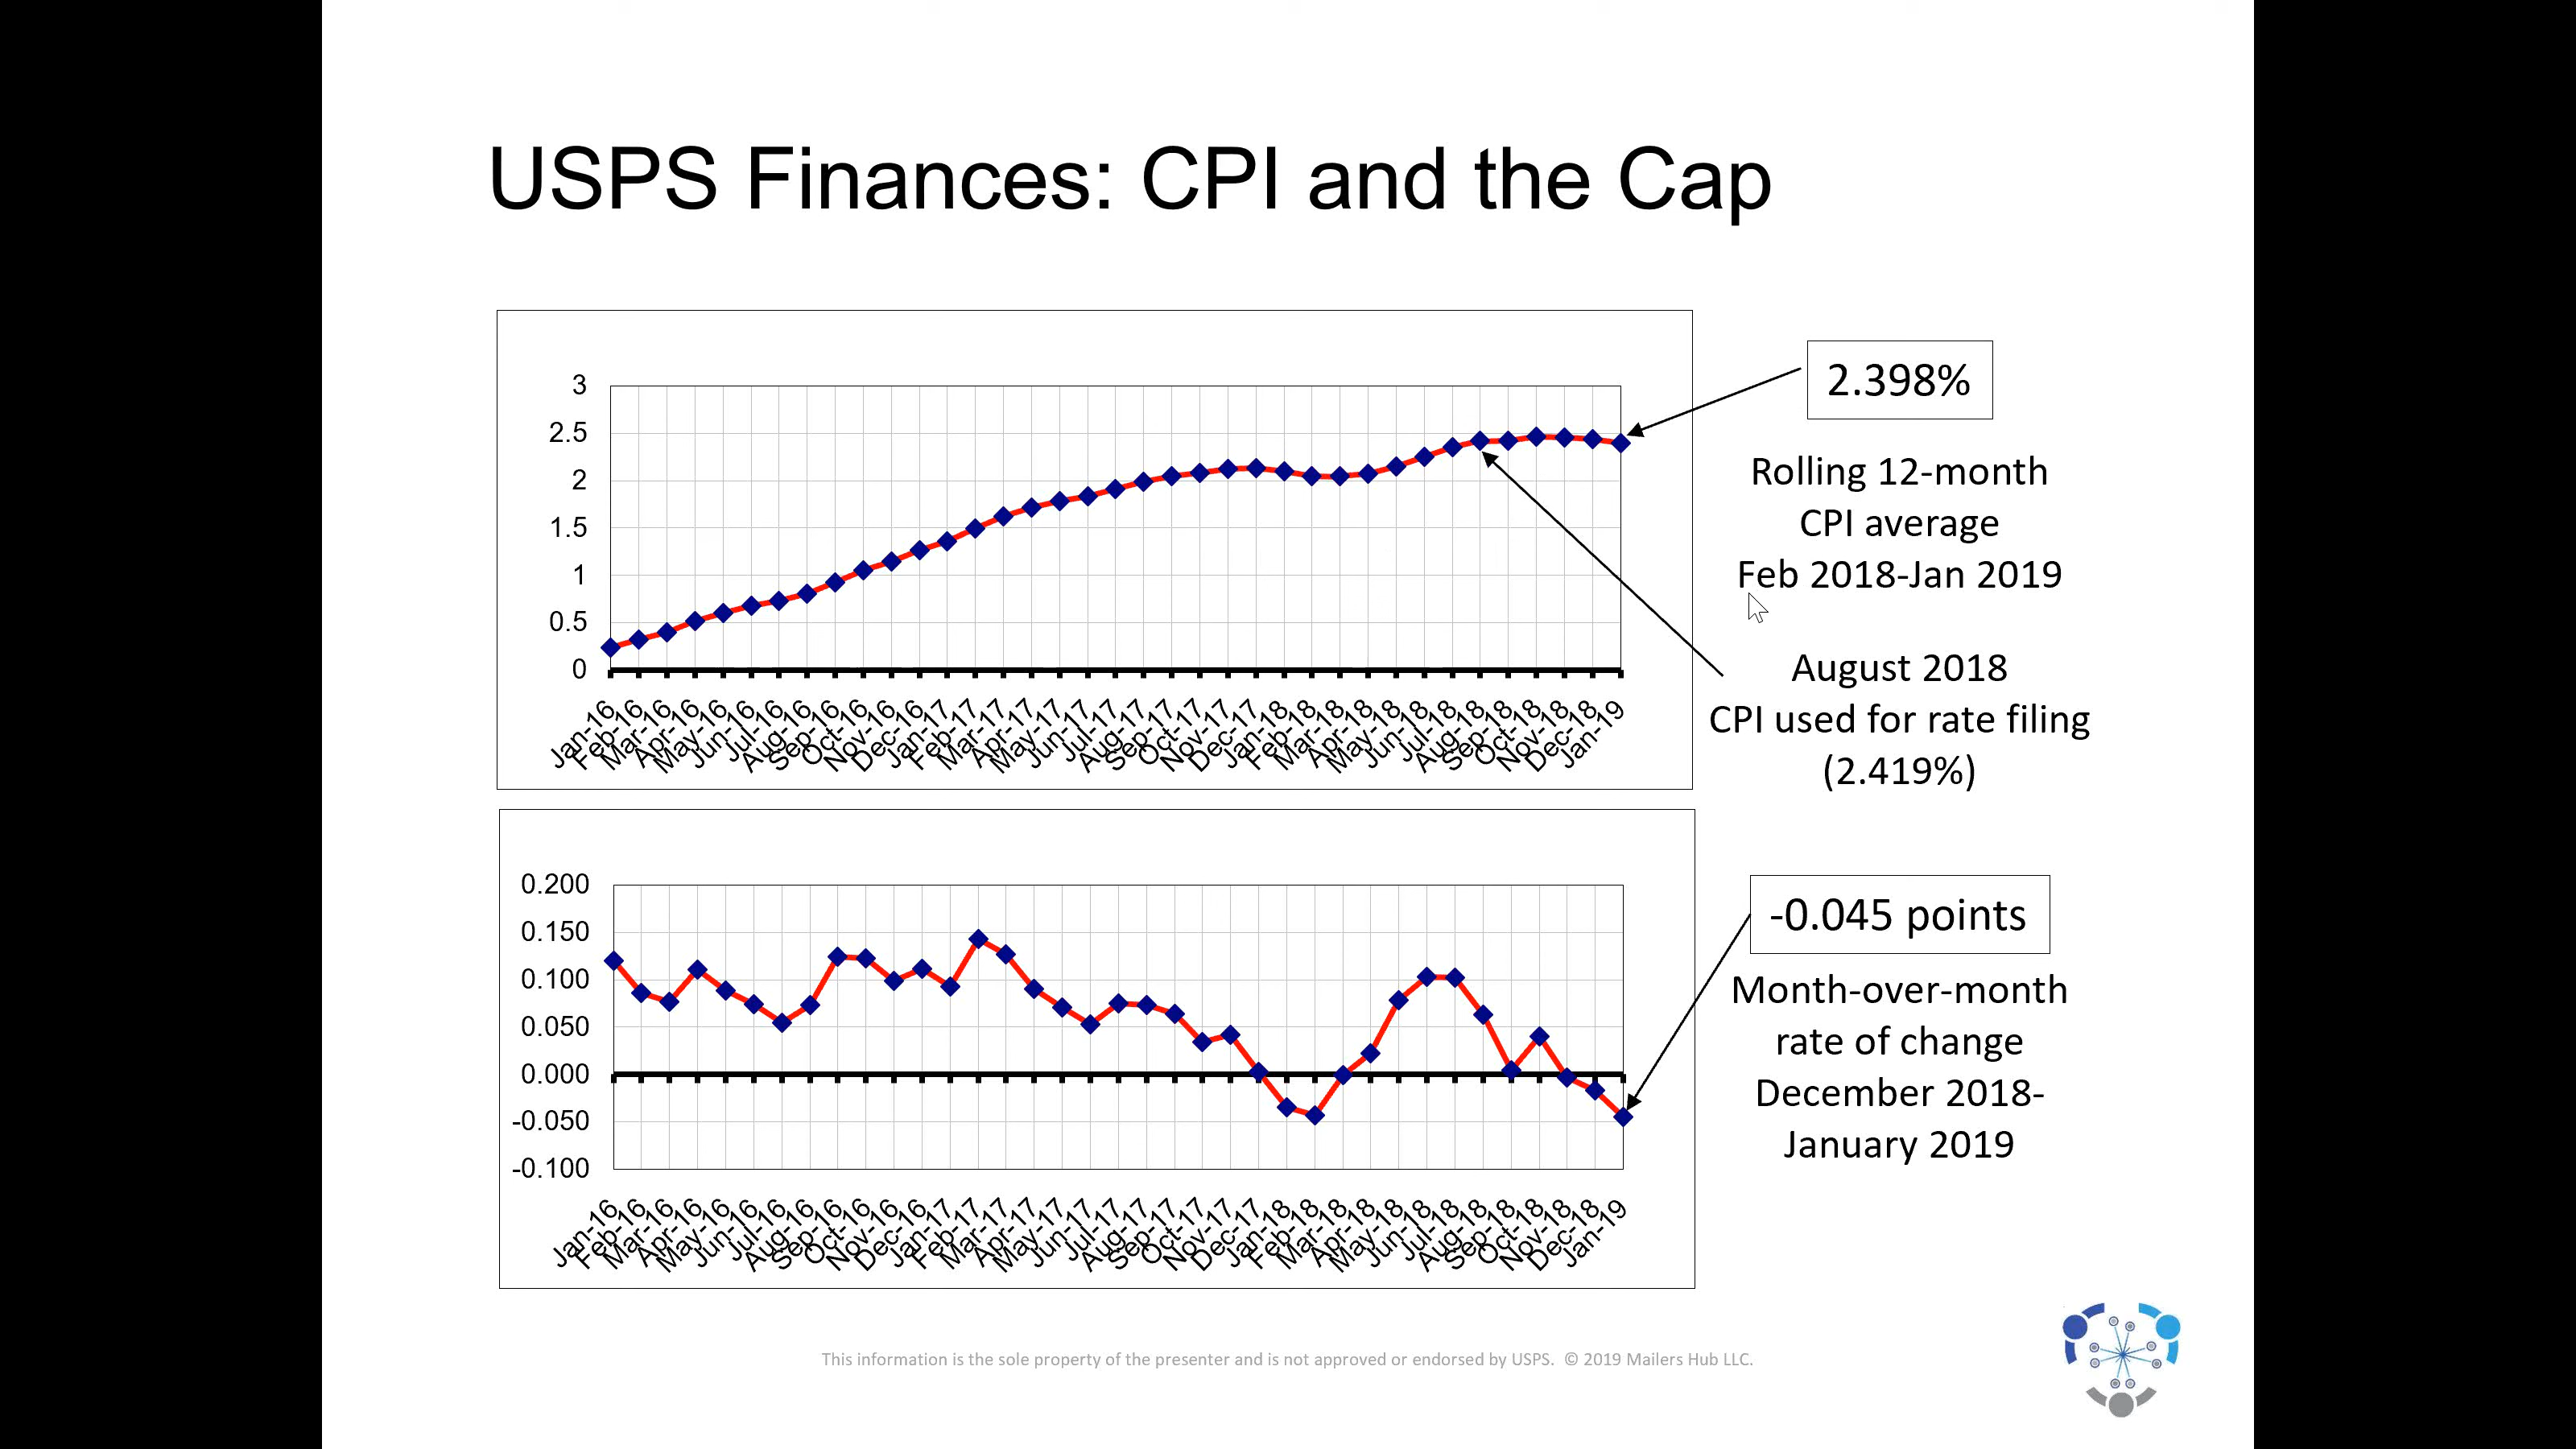 USPS Finances: CPI and the Cap
3
2.5
2
1.5
1
0.5
0
Jan-16
Feb-16
Mar-16
Apr-16
May-16
Jun-16
Jul-16
Aug-16
Sep-16
Oct-16
Nov-16
Dec-16
Jan-17
Feb-17
Mar-17
Apr-17
May-17
Jun-17
Jul-17
Aug-17
Sep-17
Oct-17
Nov-17
Dec-17
Jan-18
Feb-18
Mar-18
Apr-18
May-18
Jun-18
Jul-18
Aug-18
Sep-18
Oct-18
Nov-18
Dec-18
Jan-19
2.398%
Rolling 12-month
CPI average
Feb 2018-Jan 2019
August 2018
CPI used for rate filing
(2.419%)
0.200
0.150
0.100
0.050
0.000
-0.050
-0.100
Jan-16
Feb-16
Mar-16
Apr-16
May-16
Jun-16
Jul-16
Aug-16
Sep-16
Oct-16
Nov-16
Dec-16
Jan-17
Feb-17
Mar-17
Apr-17
May-17
Jun-17
Jul-17
Aug-17
Sep-17
Oct-17
Nov-17
Dec-17
Jan-18
Feb-18
Mar-18
Apr-18
May-18
Jun-18
Jul-18
Aug-18
Sep-18
Oct-18
Nov-18
Dec-18
Jan-19
-0.045 points
Month-over-month
rate of change
December 2018-
January 2019
This information is the sole property of the presenter and is not approved or endorsed by USPS. © 2019 Mailers Hub LLC.